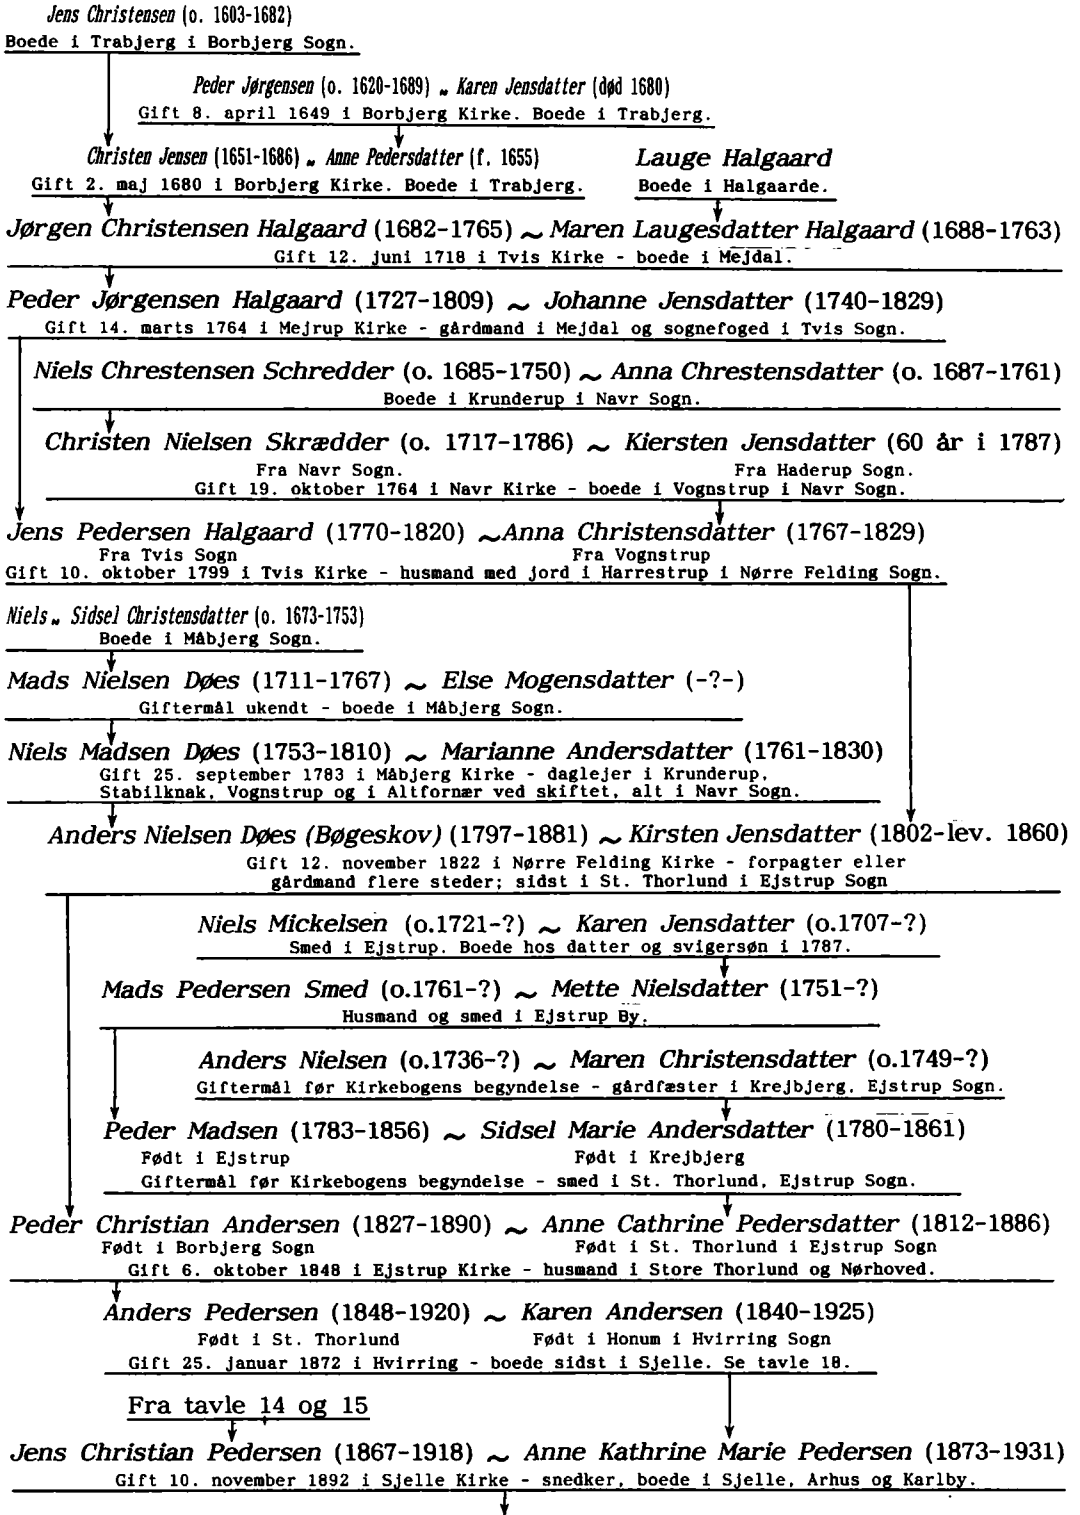 Jens Christensen (o. 1603-1682)
Boede i Trabjerg i Borbjerg Sogn.
Peder Jørgensen (o. 1620-1689) ~ Karen Jensdatter (død 1680)
Gift 8. april 1649 i Borbjerg Kirke. Boede i Trabjerg.
Christen Jensen (1651-1686) ~ Anne Pedersdatter (f. 1655) Lauge Halgaard
Gift 2. maj 1680 i Borbjerg Kirke. Boede i Trabjerg. Boede i Halgaarde.
Jørgen Christensen Halgaard (1682-1765) ~ Maren Laugesdatter Halgaard (1688-1763)
Gift 12. juni 1718 i Tvis Kirke - boede i Mejdal.
Peder Jørgensen Halgaard (1727-1809) ~ Johanne Jensdatter (1740-1829)
Gift 14. marts 1764 i Mejrup Kirke - gårdmand i Mejdal og sognefoged i Tvis Sogn.
Niels Chrestensen Schredder (o. 1685-1750) ~ Anna Chrestensdatter (o. 1687-1761)
Boede i Krunderup i Navr Sogn.
Christen Nielsen Skrædder (o. 1717-1786) ~ Kiersten Jensdatter (60 år i 1787)
Fra Navr Sogn. Fra Haderup Sogn.
Gift 19. oktober 1764 i Navr Kirke - boede i Vognstrup i Navr Sogn.
Jens Pedersen Halgaard (1770-1820) ~Anna Christensdatter (1767-1829)
Fra Tvis Sogn Fra Vognstrup
Gift 10. oktober 1799 i Tvis Kirke - husmand med jord i Harrestrup i Nørre Felding Sogn.
Niels ~ Sidsel Christensdatter (o. 1673-1753)
Boede i Måbjerg Sogn.
Mads Nielsen Døes (1711-1767) ~ Else Mogensdatter (-?-)
Giftermål ukendt - boede i Måbjerg Sogn.
Niels Madsen Døes (1753-1810) ~ Marianne Andersdatter (1761-1830)
Gift 25. september 1783 i Måbjerg Kirke - daglejer i Krunderup,
Stabilknak, Vognstrup og i Altfornær ved skiftet, alt i Navr Sogn.
Anders Nielsen Døes (Bøgeskov) (1797-1881) ~ Kirsten Jensdatter (1802-lev. 1860)
Gift 12. november 1822 i Nørre Felding Kirke - forpagter eller
gårdmand flere steder; sidst i St. Thorlund i Ejstrup Sogn
Niels Mickelsen (o.1721-?) ~ Karen Jensdatter (o.1707-?)
Smed i Ejstrup. Boede hos datter og svigersøn i 1787.
Mads Pedersen Smed (o.1761-?) ~ Mette Nielsdatter (1751-?)
Husmand og smed i Ejstrup By.
Anders Nielsen (o.1736-?) ~ Maren Christensdatter (o.1749-?)
Giftermål før Kirkebogens begyndelse - gårdfæster i Krejbjerg, Ejstrup Sogn.
Peder Madsen (1783-1856) ~ Sidsel Marie Andersdatter (1780-1861)
Født i Ejstrup Født i Krejbjerg
Giftermål før Kirkebogens begyndelse - smed i St. Thorlund, Ejstrup Sogn.
Peder Christian Andersen (1827-1890) ~ Anne Cathrine Pedersdatter (1812-1886)
Født i Borbjerg Sogn Født i St. Thorlund i Ejstrup Sogn
Gift 6. oktober 1848 i Ejstrup Kirke - husmand i Store Thorlund og Nørhoved.
Anders Pedersen (1848-1920) ~ Karen Andersen (1840-1925)
Født i St. Thorlund Født i Honum i Hvirring Sogn
Gift 25. januar 1872 i Hvirring - boede sidst i Sjelle. Se tavle 18.
Fra tavle 14 og 15
Jens Christian Pedersen (1867-1918) ~ Anne Kathrine Marie Pedersen (1873-1931)
Gift 10. november 1892 i Sjelle Kirke - snedker, boede i Sjelle, Arhus og Karlby.